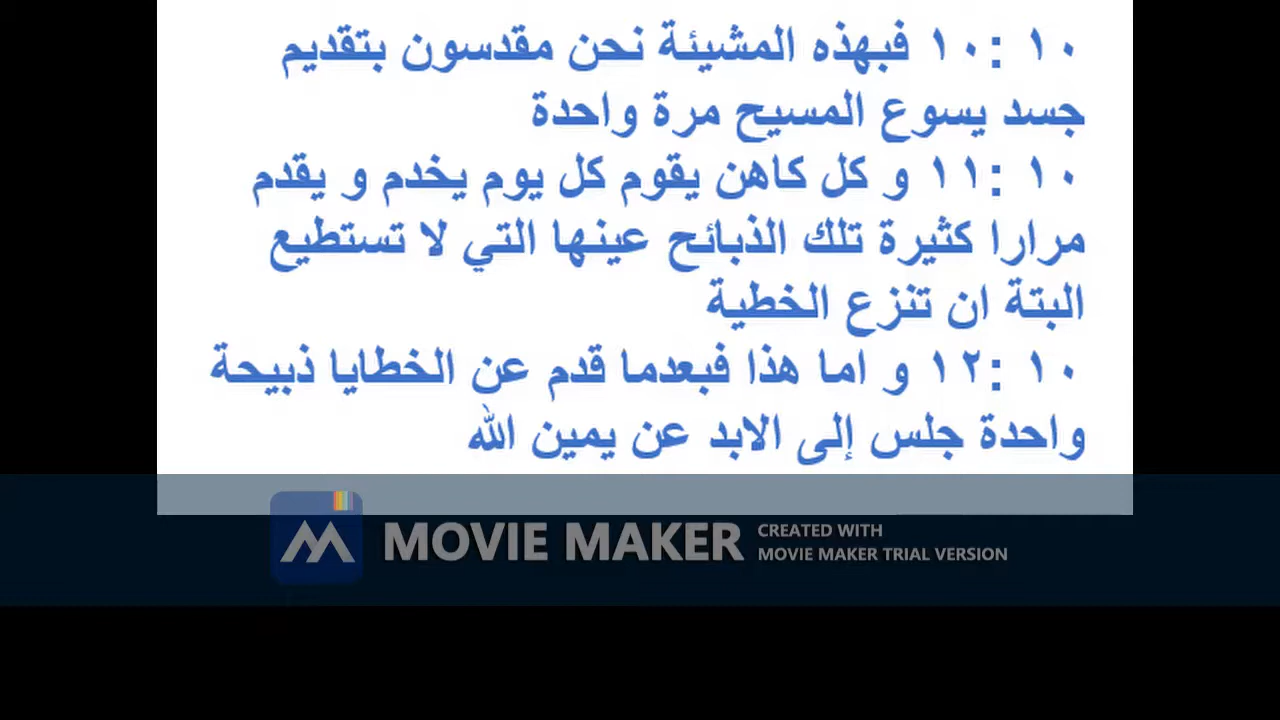 ١٠: ١٠ فبهذه المشيئة نحن مقدسون بتقديم
جسد يسوع المسيح مرة واحدة
١٠: ١١ و كل كاهن يقوم كل يوم يخدم و يقدم
مرارا كثيرة تلك الذبائح عينها التي لا تستطيع
البتة ان تنزع الخطية
١٠: ١٢ و اما هذا فبعدما قدم عن الخطايا ذبيحة
واحدة جلس إلى الابد عن يمين الله
MOVIE MAKER
CREATED WITH
MOVIE MAKER TRIAL VERSION